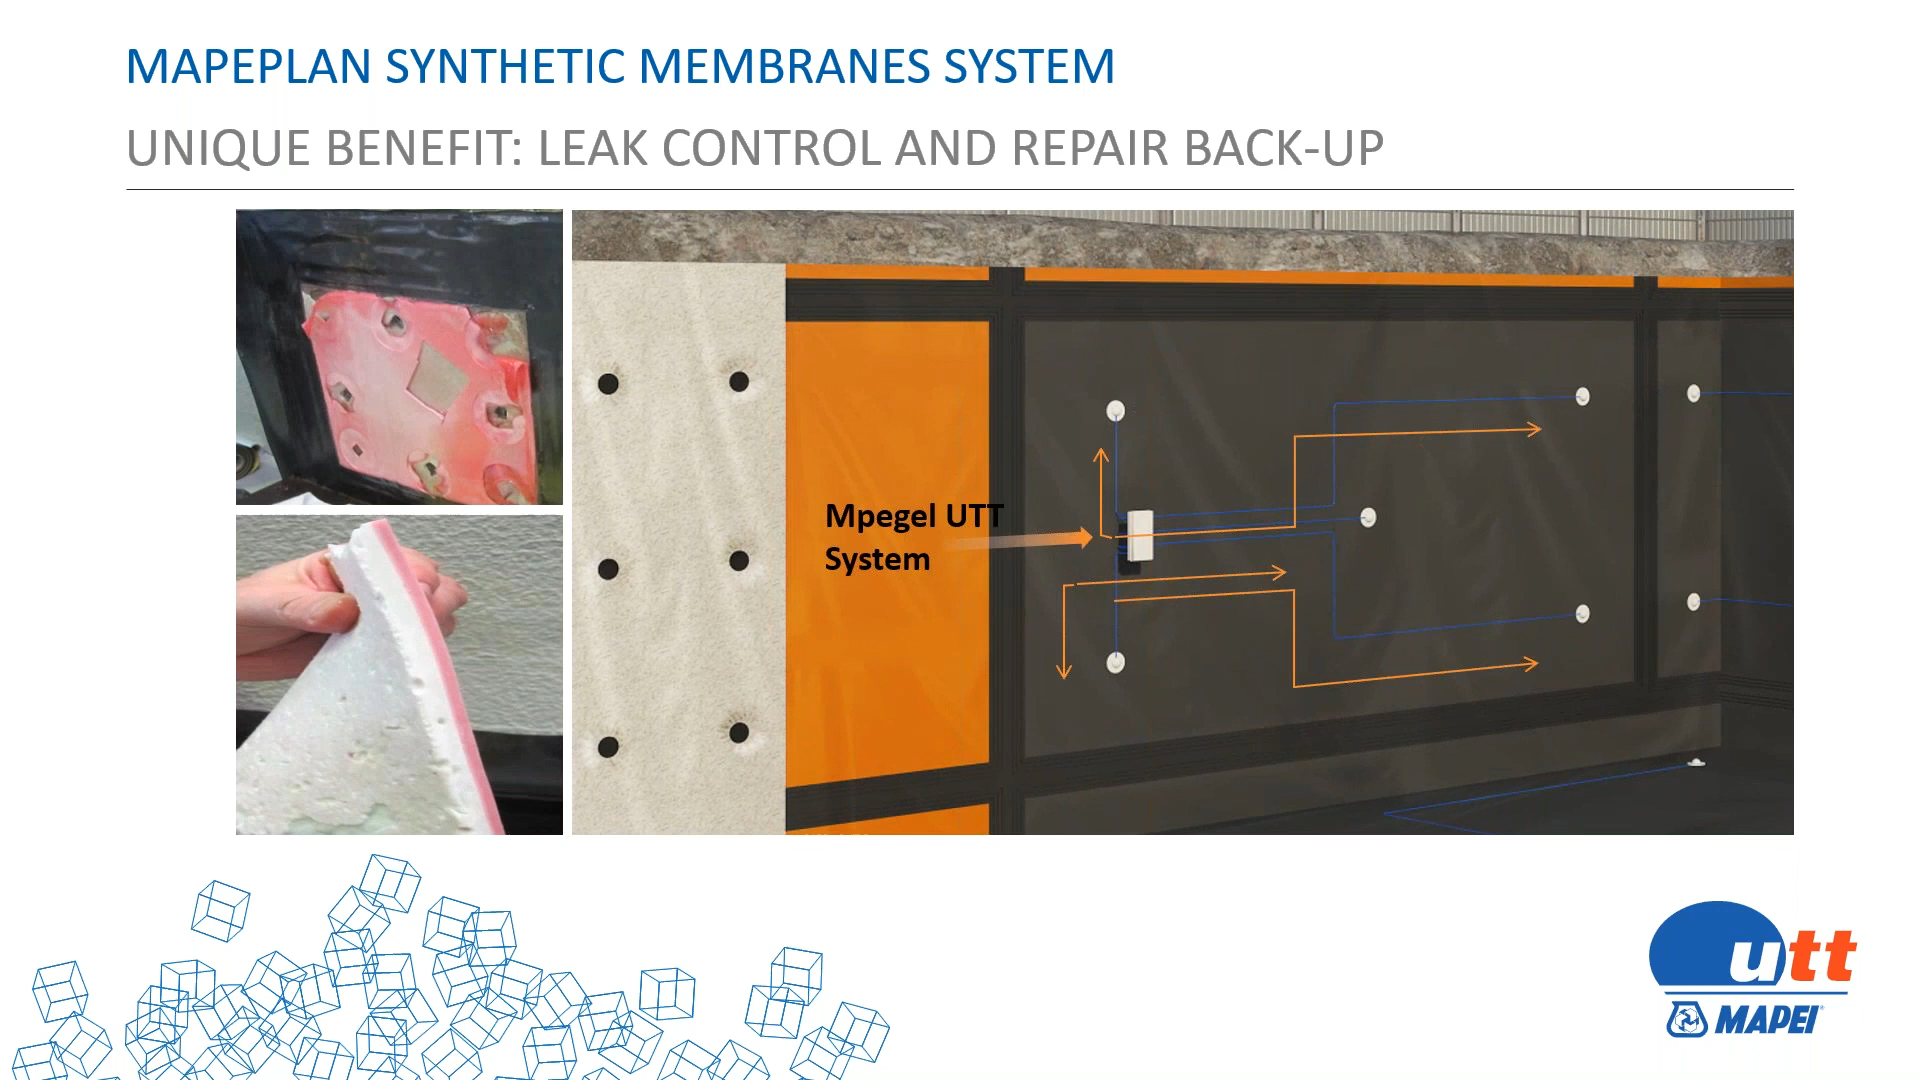 MAPEPLAN SYNTHETIC MEMBRANES SYSTEM
UNIQUE BENEFIT: LEAK CONTROL AND REPAIR BACK-UP
Mpegel UTT
System
utt
MAPEI®